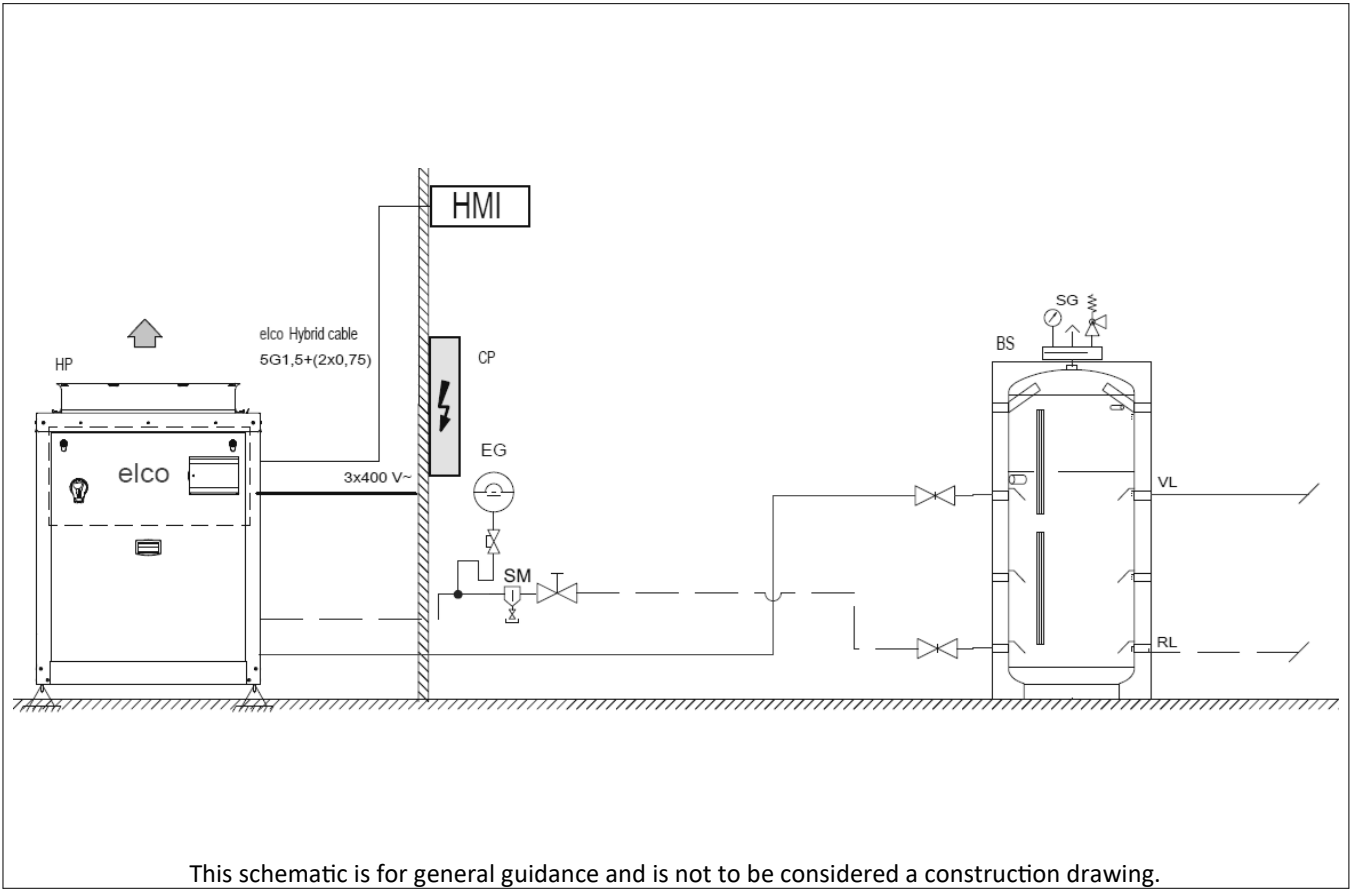 HMI
elco Hybrid cable
5G1,5+(2x0,75)
HP
CP
SG
BS
elco
EG
3x400 V~
VL
SM
RL
This schematic is for general guidance and is not to be considered a construction drawing.